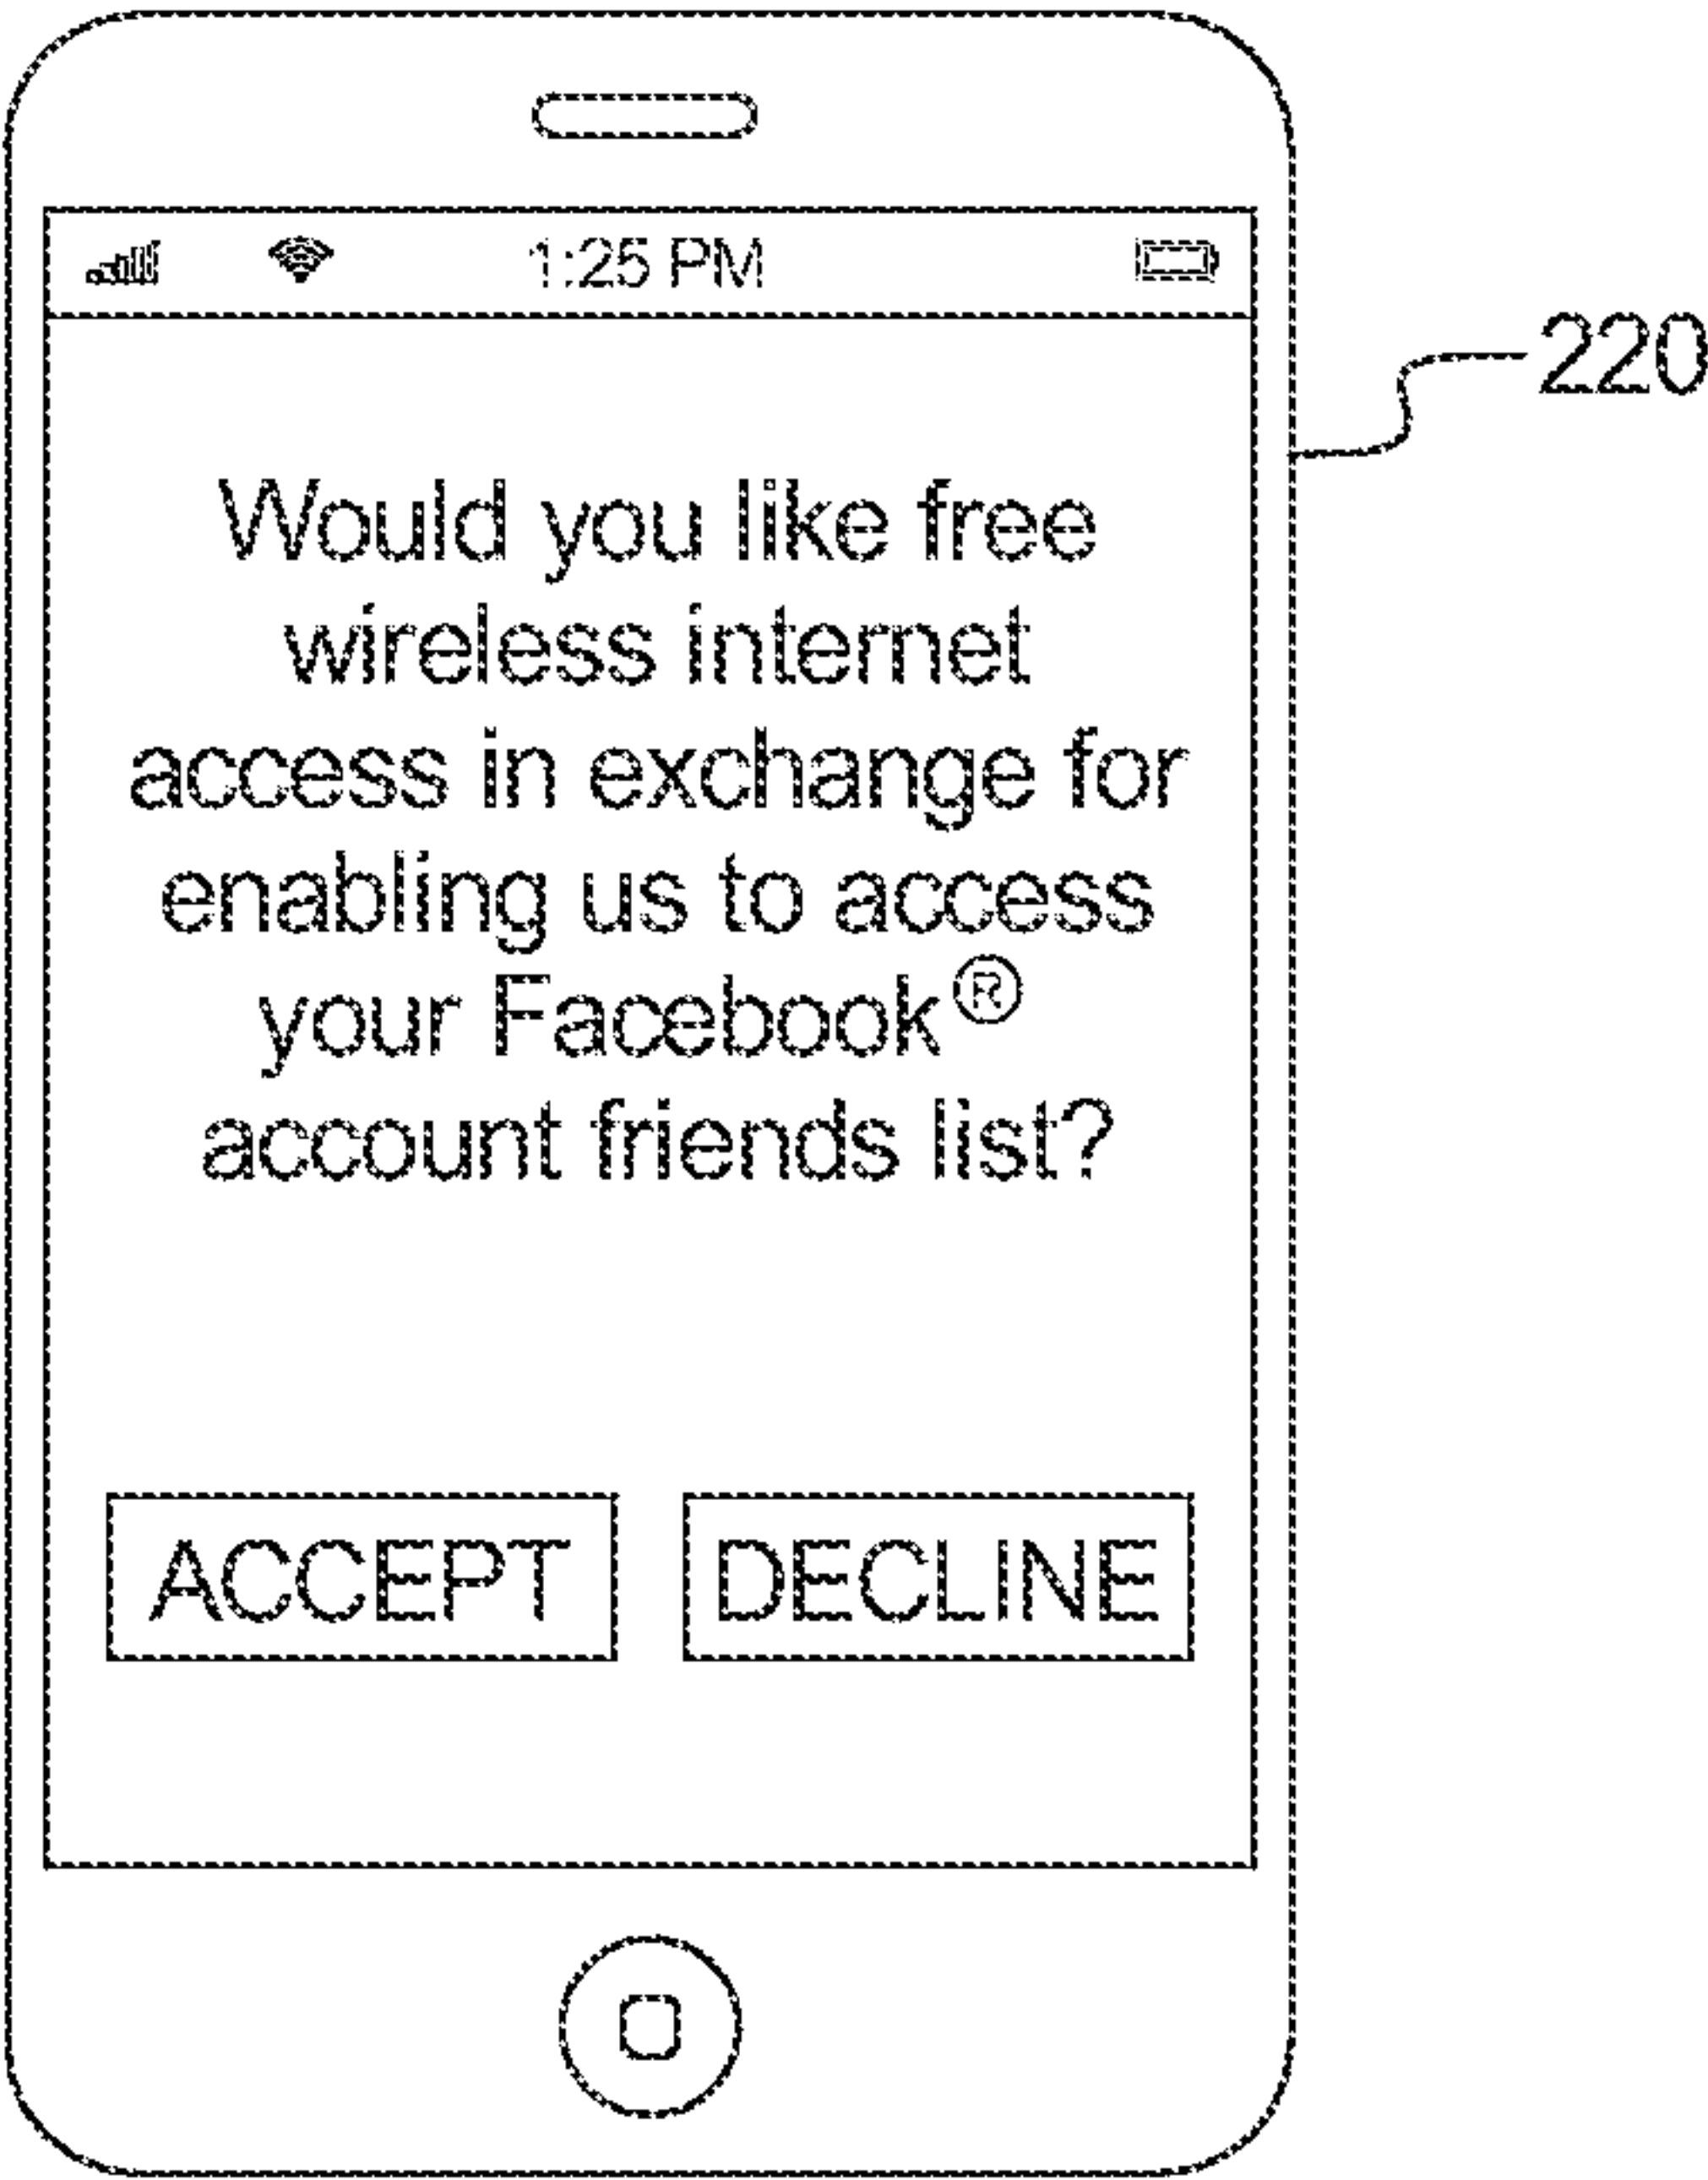 1:25 PM
220
Would you like free
wireless internet
access in exchange for
enabling us to access
your Facebook®
account friends list?
ACCEPT DECLINE